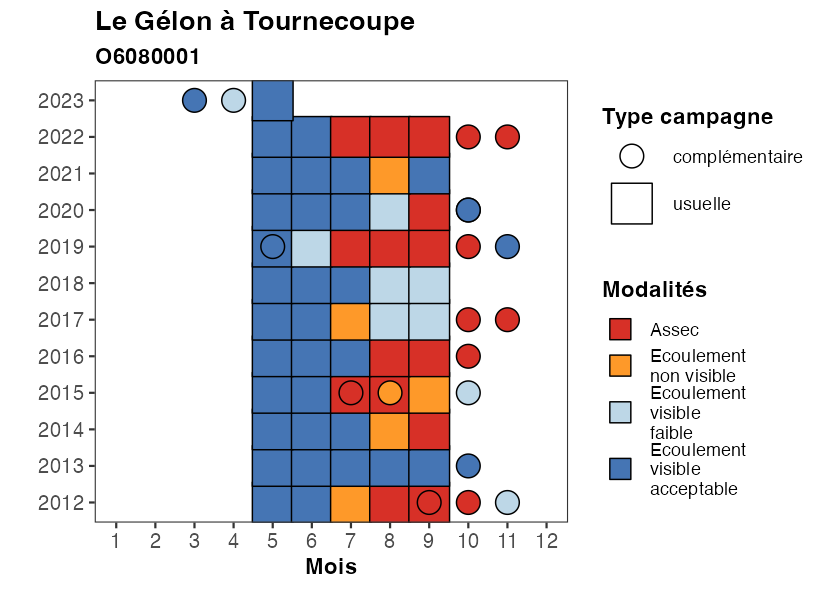 Le Gélon à Tournecoupe
O6080001
2023
2022
2021
2020
2019
2018
2017
2016
2015
2014
2013
2012
1 2 3 4 5 6 7 8 9 10 11 12
Mois
Type campagne
complémentaire
usuelle
Modalités
Assec
Ecoulement
non visible
Ecoulement
visible
faible
Ecoulement
visible
acceptable